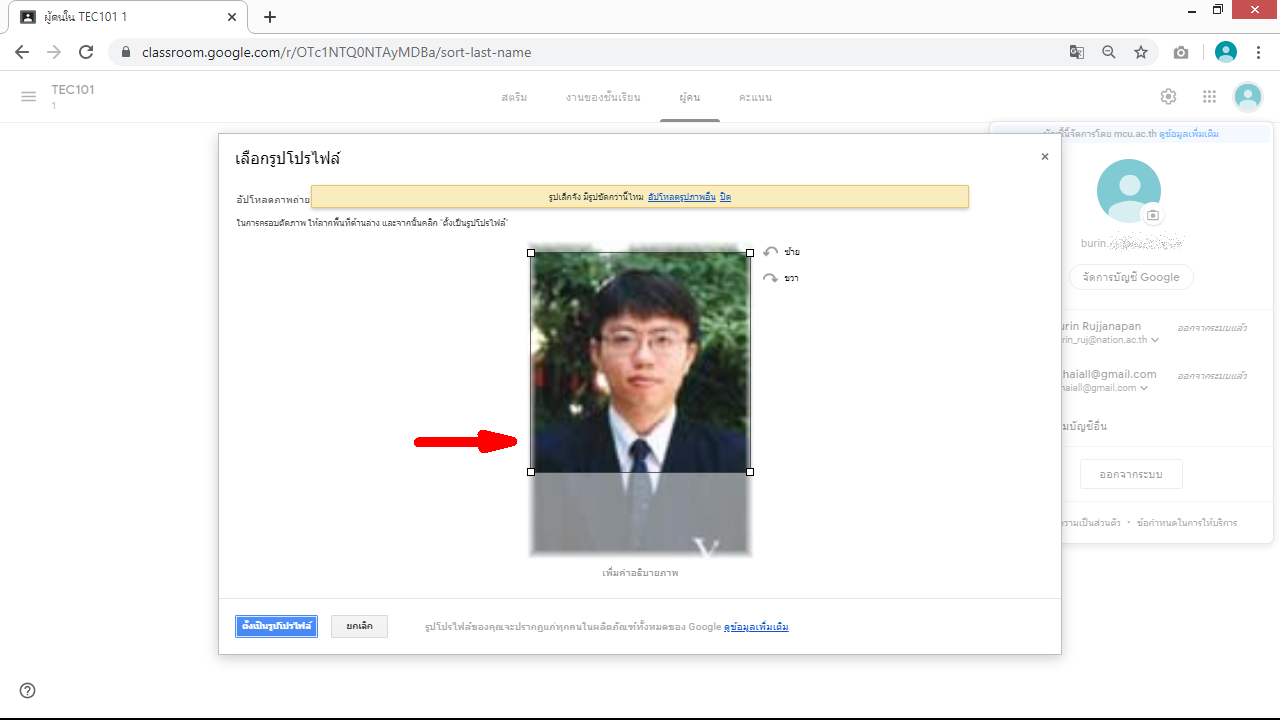 ผู้คนใน TEC101 1
classroom.google.com/r/OTc1NTQ0NTAyMDBa/sort-last-name
TEC101
1
สตรีม
งานของชั้นเรียน
ผู้คน
คะแนน
นี้จัดการโดย mcu.ac.th ดูข้อมูลเพิ่มเติม
เลือกรูปโปรไฟล์
อัปโหลดภาพถ่าย
รูปเล็กจัง มีรูปชัดกว่านี้ไหม อัปโหลดรูปภาพอื่น ปิด
ในการครอบตัดภาพ ให้ลากพื้นที่ด้านล่าง และจากนั้นคลิก "ตั้งเป็นรูปโปรไฟล์"
ซ้าย
ขวา
เพิ่มคำอธิบายภาพ
ตั้งเป็นรูปโปรไฟล์
ยกเลิก
รูปโปรไฟล์ของคุณจะปรากฏแก่ทุกคนในผลิตภัณฑ์ทั้งหมดของ Google ดูข้อมูลเพิ่มเติม
burin.
จัดการบัญชี Google
urin Rujjanapan
ออกจากระบบแล้ว
rin_ruj@nation.ac.th
haiall@gmail.com
ออกจากระบบแล้ว
haiall@gmail.com
มบัญชีอื่น
ออกจากระบบ
วามเป็นส่วนตัว • ข้อกำหนดในการให้บริการ